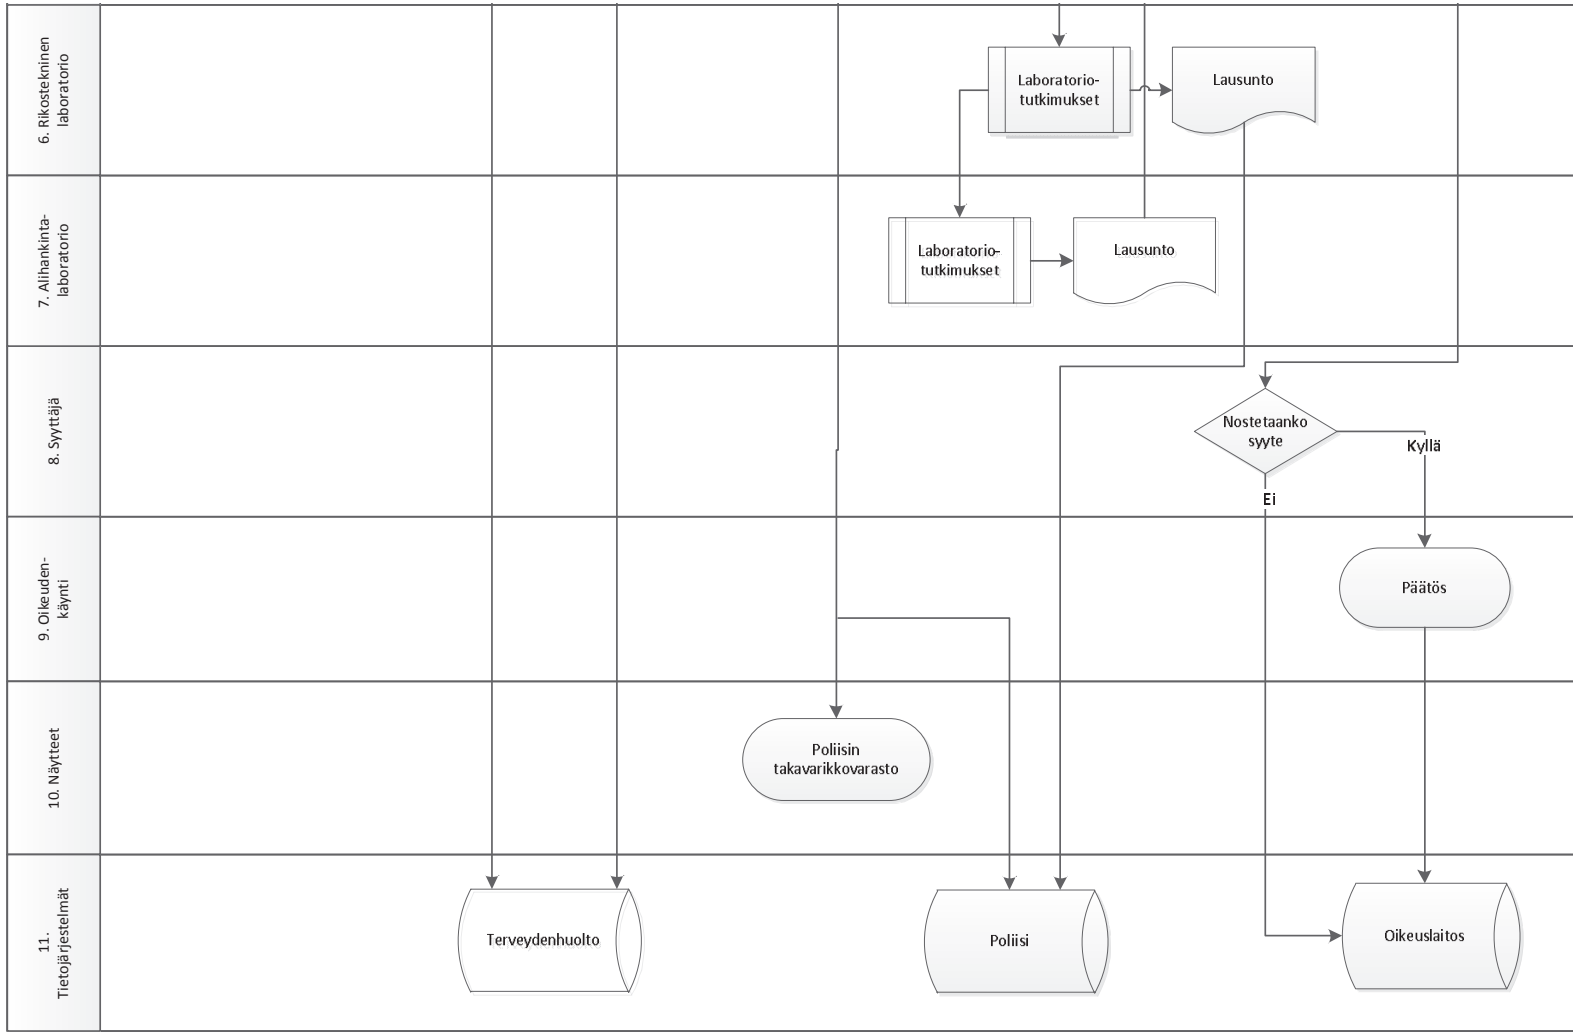 6. Rikostekninen
laboratorio
Laboratorio-
tutkimukset
Lausunto
7. Alihankinta-
laboratorio
Laboratorio-
tutkimukset
Lausunto
8. Syyttäjä
Nostetaanko
syyte
Kyllä
Ei
9. Oikeuden-
käynti
Päätös
10. Näytteet
Poliisin
takavarikkovarasto
11.
Tietojärjestelmät
Terveydenhuolto
Poliisi
Oikeuslaitos